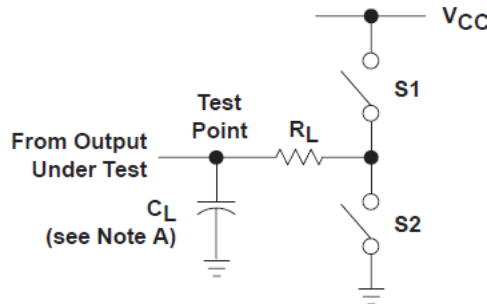 VCC
S1
Test
Point
RL
From Output
Under Test
CL
(see Note A)
S2